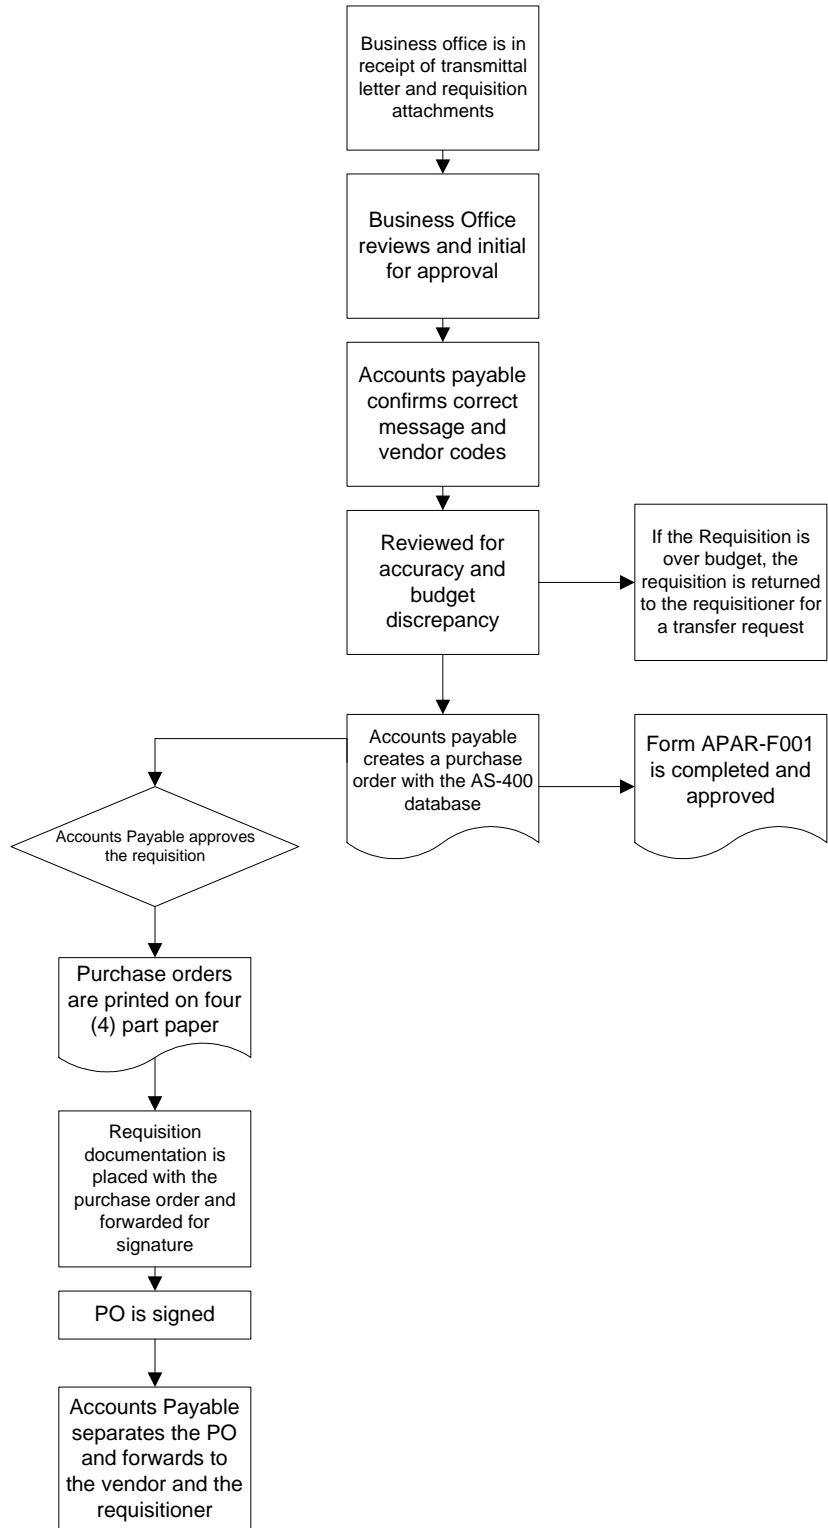 Business office is in
receipt of transmittal
letter and requisition
attachments
Business Office
reviews and initial
for approval
Accounts payable
confirms correct
message and
vendor codes
Reviewed for
accuracy and
budget
discrepancy
If the Requisition is
over budget, the
requisition is returned
to the requisitioner for
a transfer request
Accounts payable
creates a purchase
order with the AS-400
database
Form APAR-F001
is completed and
approved
Accounts Payable approves
the requisition
Purchase orders
are printed on four
(4) part paper
Requisition
documentation is
placed with the
purchase order and
forwarded for
signature
PO is signed
Accounts Payable
separates the PO
and forwards to
the vendor and the
requisitioner